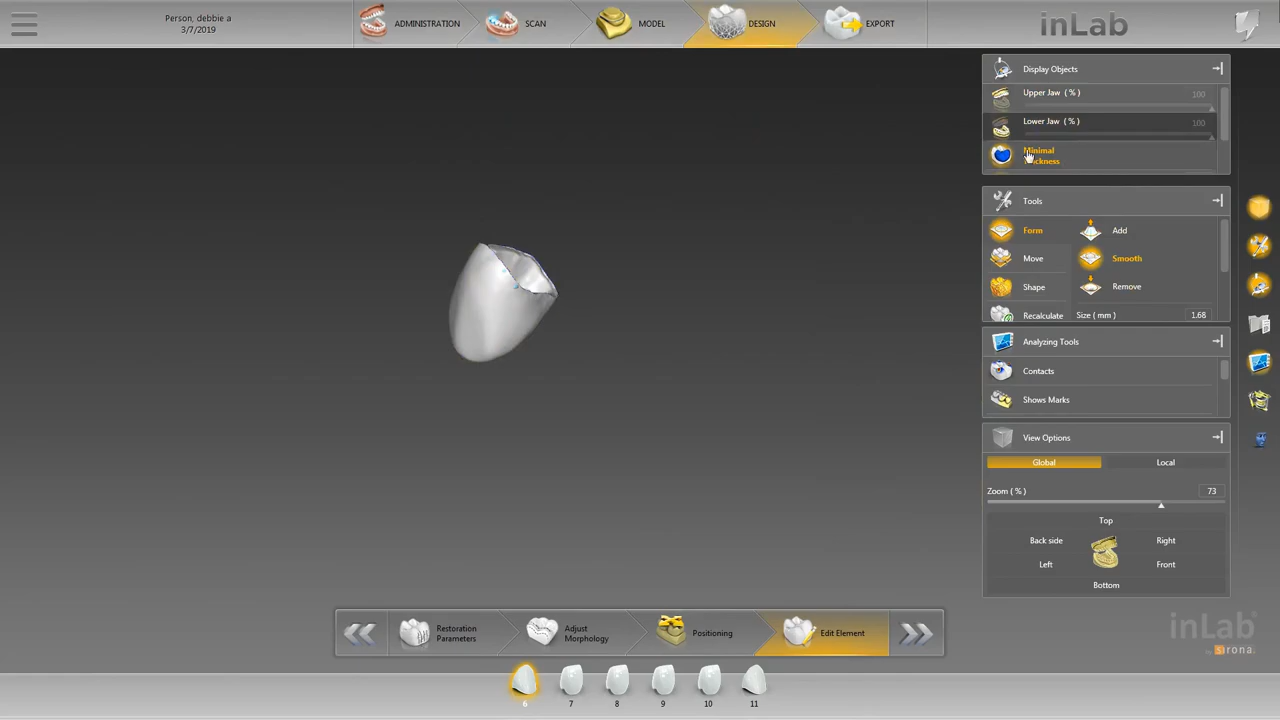 Person, debbie a
3/7/2019
ADMINISTRATION
SCAN
MODEL
DESIGN
EXPORT
inLab
Display Objects
Upper Jaw (%)
100
Lower Jaw (%)
100
Minimal
Thickness
Tools
Form
Add
Move
Smooth
Shape
Remove
Recalculate
Size (mm)
1.68
Analyzing Tools
Contacts
Shows Marks
View Options
Global
Local
Zoom (%)
73
Top
Back side
Right
Left
Front
Bottom
Restoration
Parameters
Adjust
Morphology
Positioning
Edit Element
inLab
by sirona.
6
7
8
9
10
11